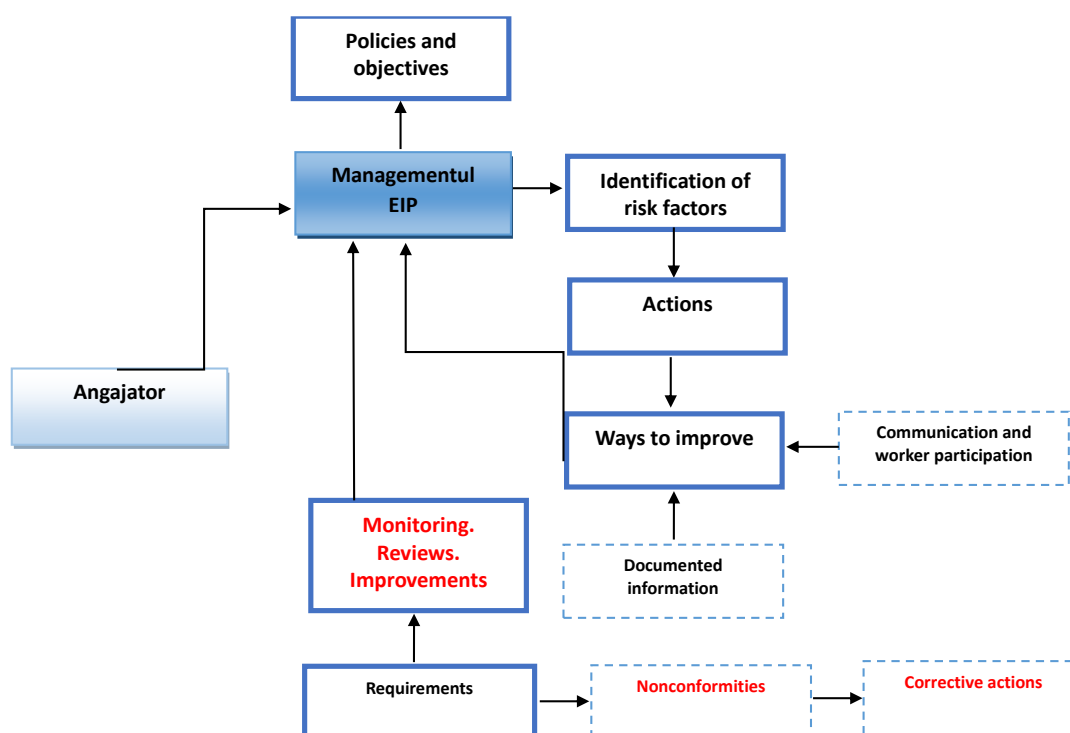 Policies and
objectives
Managementul
EIP
Identification of
risk factors
Actions
Angajator
Ways to improve
Communication and
worker participation
Monitoring.
Reviews.
Improvements
Documented
information
Requirements
Nonconformities
Corrective actions